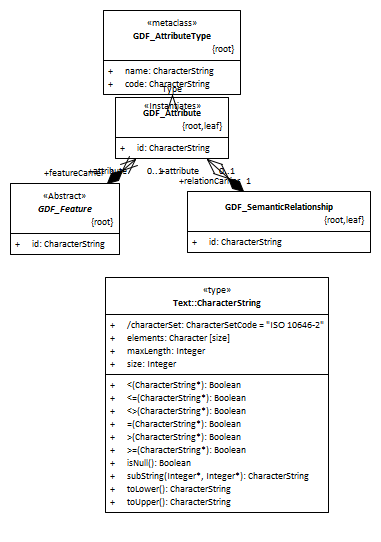 «metaclass»
GDF_AttributeType
{root}
+ name: CharacterString
+ code: CharacterString
Type
«Instantiates»
GDF_Attribute
{root,leaf}
+ id: CharacterString
+attribute
0..
+attribute
0..1
+relationCarrier 1
«Abstract»
GDF_Feature
{root}
+ id: CharacterString
GDF_SemanticRelationship
{root,leaf}
+ id: CharacterString
«type»
Text::CharacterString
+ /characterSet: CharacterSetCode = "ISO 10646-2"
+ elements: Character [size]
+ maxLength: Integer
+ size: Integer
+ <(CharacterString*): Boolean
+ <=(CharacterString*): Boolean
+ <>(CharacterString*): Boolean
+ =(CharacterString*): Boolean
+ >(CharacterString*): Boolean
+ >=(CharacterString*): Boolean
+ isNull(): Boolean
+ subString(Integer*, Integer*): CharacterString
+ toLower(): CharacterString
+ toUpper(): CharacterString